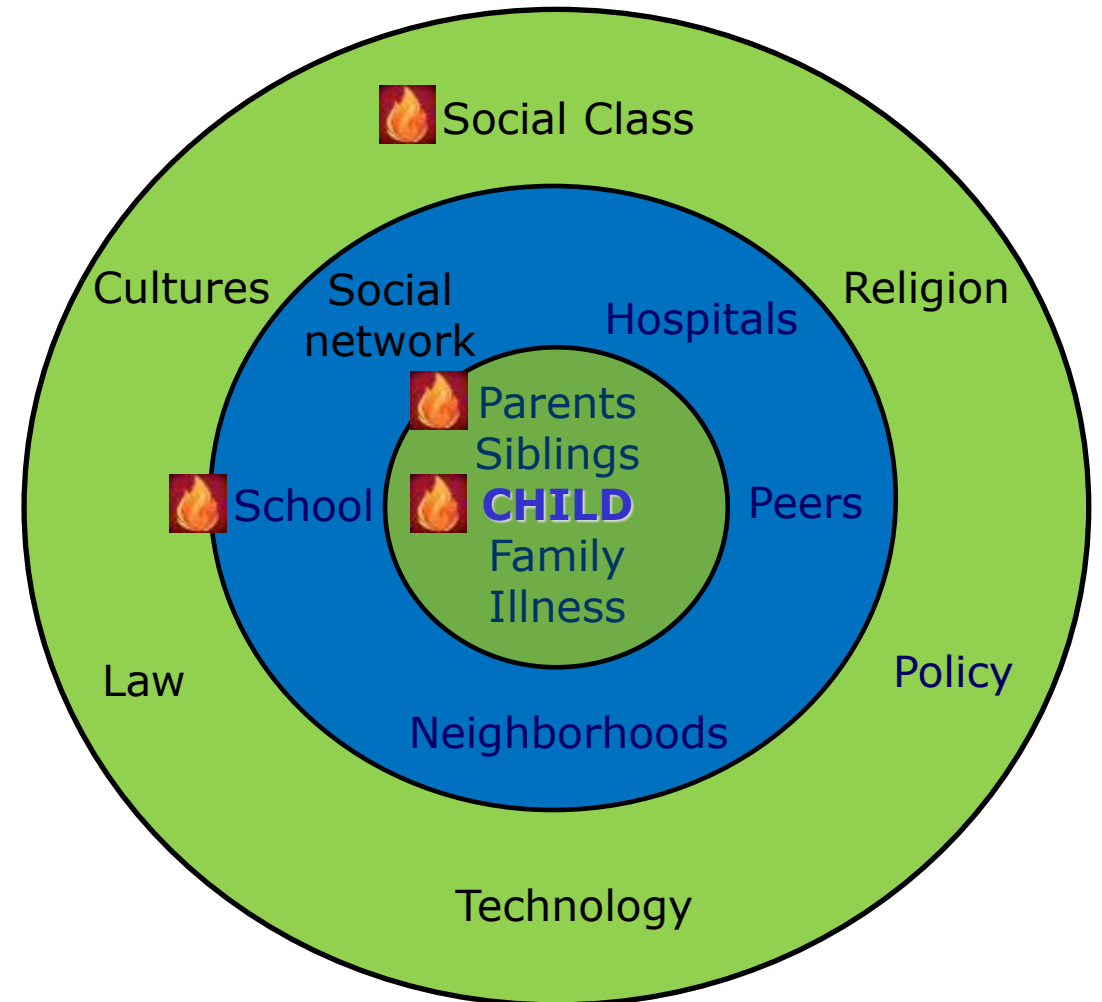 Social Class
Cultures
Religion
Social
network
Hospitals
Parents
Siblings
CHILD
Family
Illness
School
Peers
Law
Policy
Neighborhoods
Technology